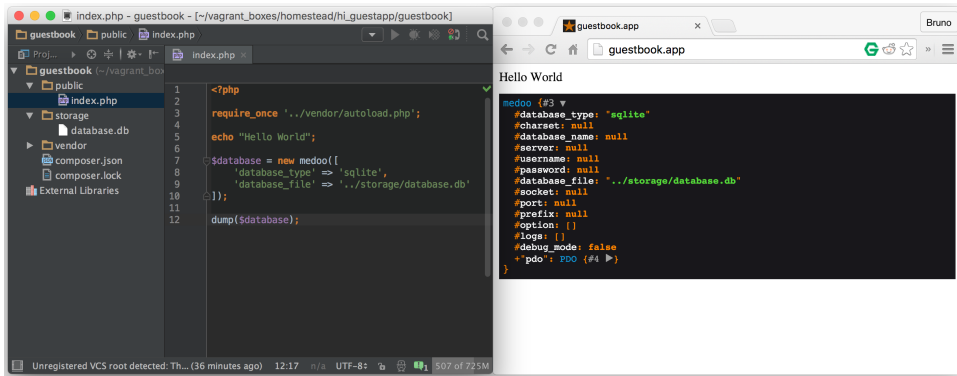 index.php - guestbook - [~/vagrant_boxes/homestead/hi_guestapp/guestbook]
guestbook public index.php
Proj...
index.php ×
guestbook (~/vagrant_box
public
index.php
storage
database.db
vendor
composer.json
composer.lock
External Libraries
1 <?php
2
3 require_once '../vendor/autoload.php';
4
5 echo "Hello World";
6
7 $database = new medoo([
8 'database_type' => 'sqlite',
9 'database_file' => '../storage/database.db'
10 ]);
11
12 dump($database);
Unregistered VCS root detected: Th... (36 minutes ago) 12:17 n/a UTF-8 1 507 of 725M
guestbook.app ×
Bruno
guestbook.app
G » 
Hello World
medoo {#3 ▼
#database_type: "sqlite"
#charset: null
#database_name: null
#server: null
#username: null
#password: null
#database_file: "../storage/database.db"
#socket: null
#port: null
#prefix: null
#option: []
#logs: []
#debug_mode: false
+"pdo": PDO {#4 ▶}
}